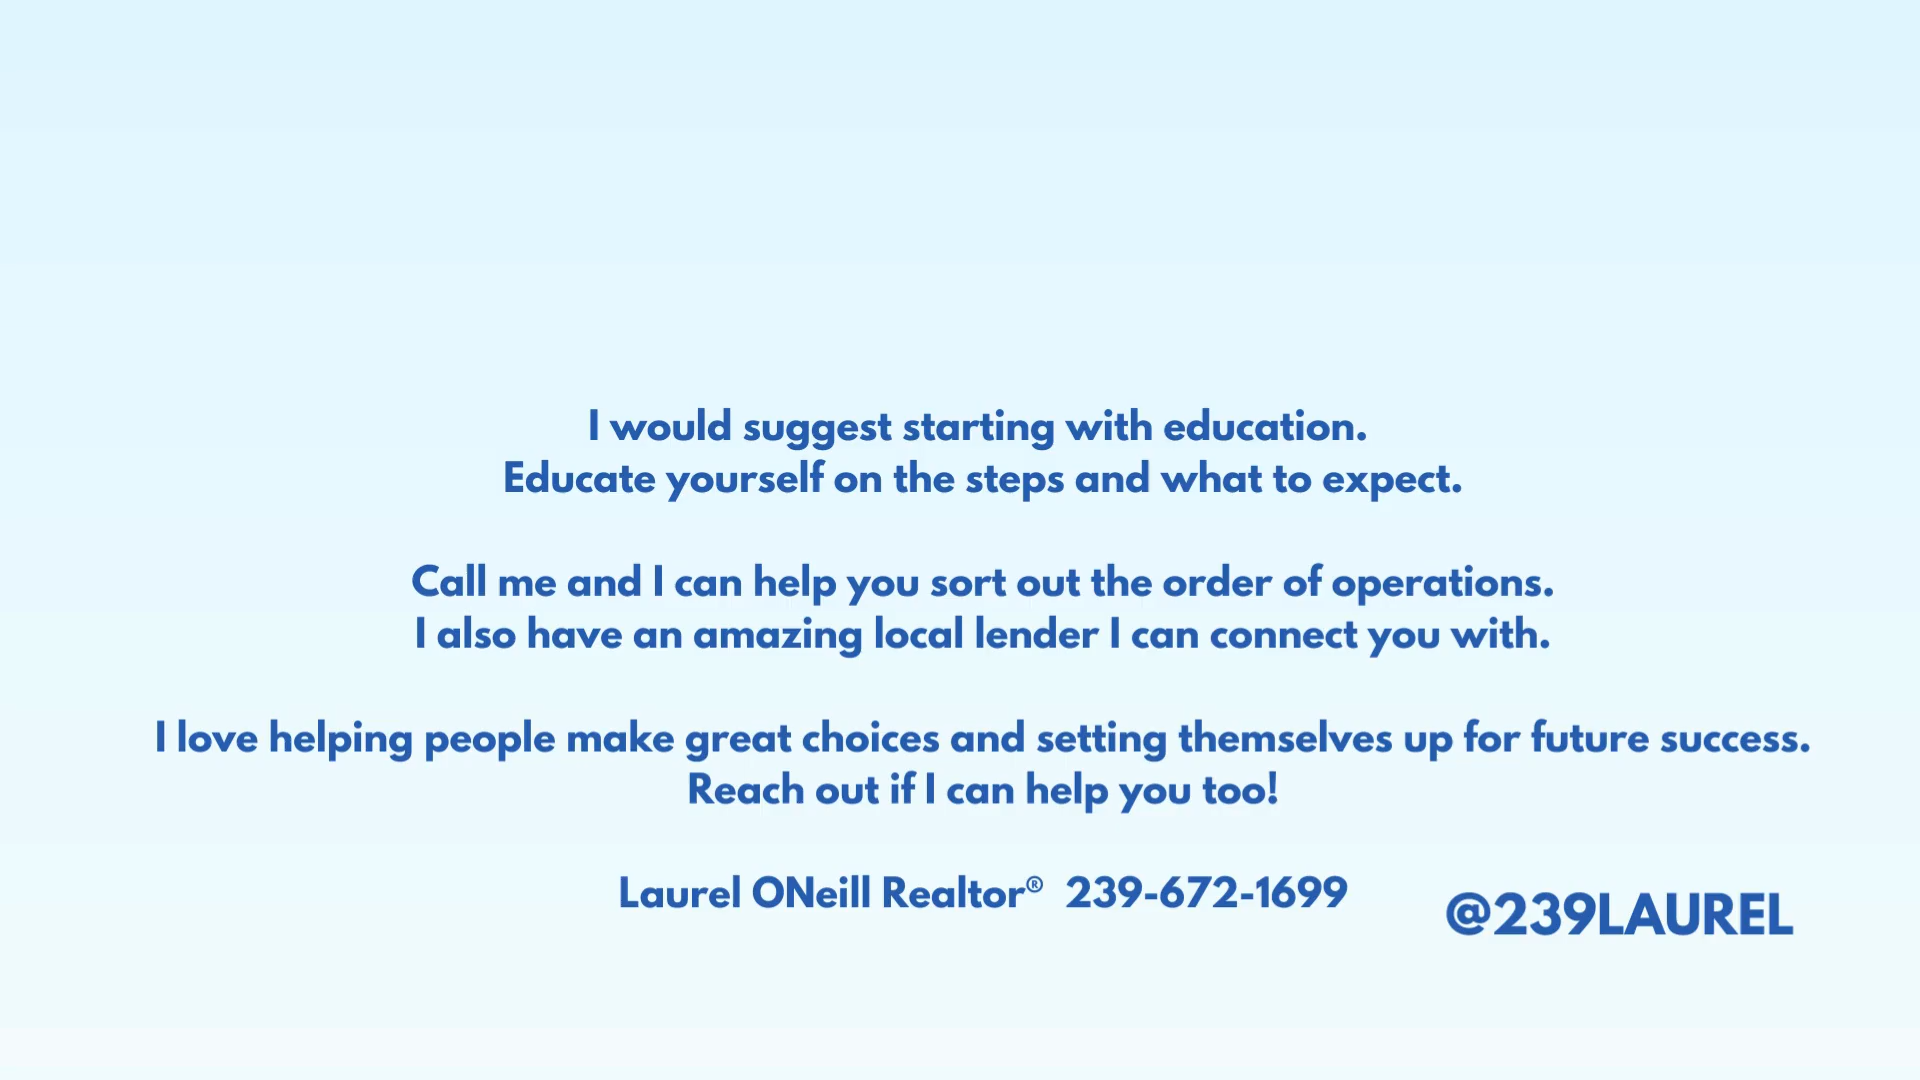 I would suggest starting with education.
Educate yourself on the steps and what to expect.
Call me and I can help you sort out the order of operations.
I also have an amazing local lender I can connect you with.
I love helping people make great choices and setting themselves up for future success.
Reach out if I can help you too!
Laurel ONeill Realtor® 239-672-1699
@239LAUREL